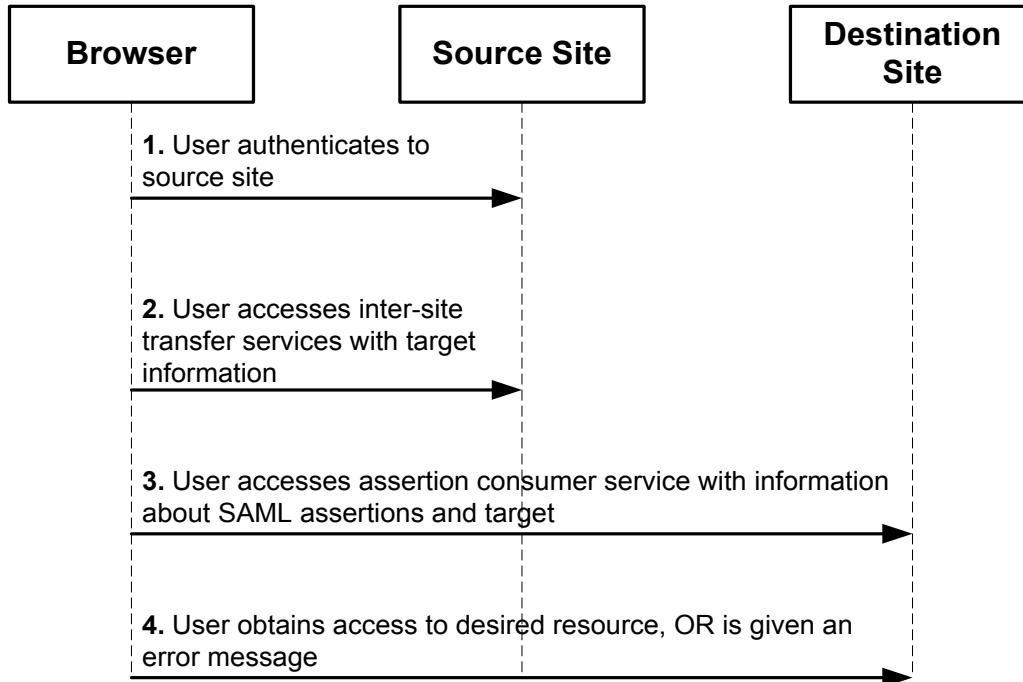 Browser
Source Site
Destination
Site
1. User authenticates to
source site
2. User accesses inter-site
transfer services with target
information
3. User accesses assertion consumer service with information
about SAML assertions and target
4. User obtains access to desired resource, OR is given an
error message